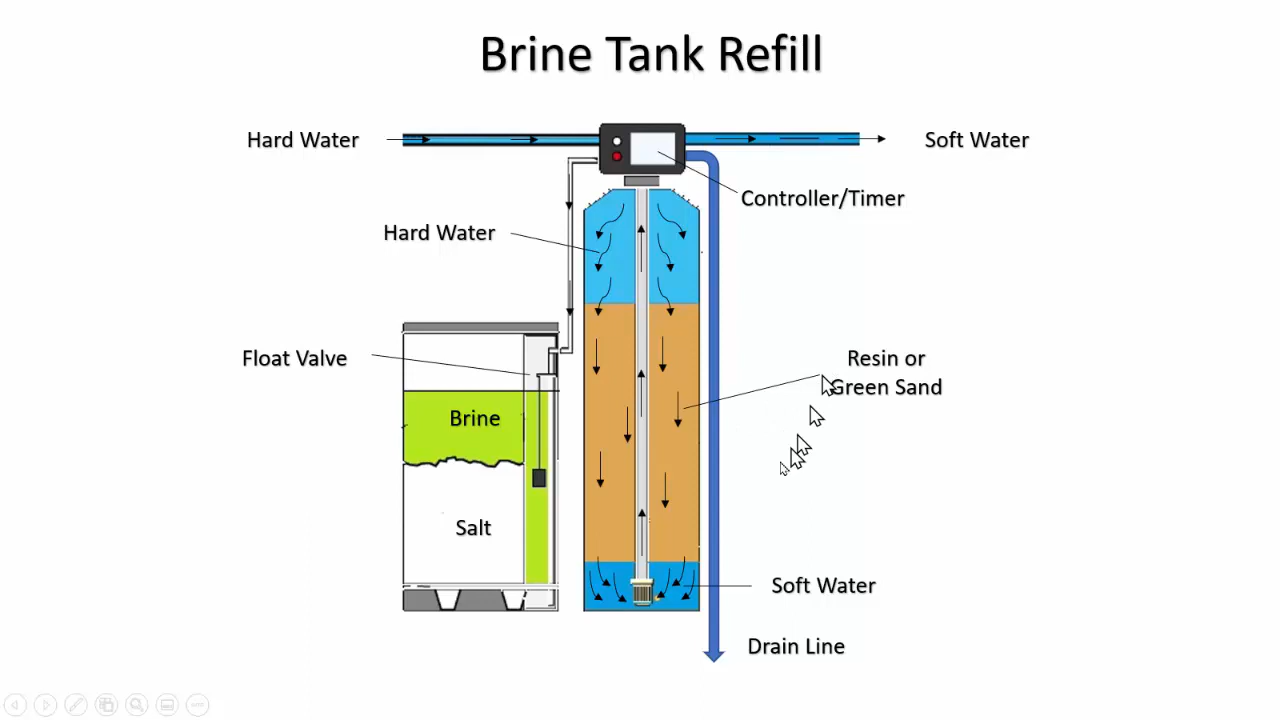 Brine Tank Refill
Hard Water
Soft Water
Controller/Timer
Hard Water
Float Valve
Resin or
Green Sand
Brine
Salt
Soft Water
Drain Line